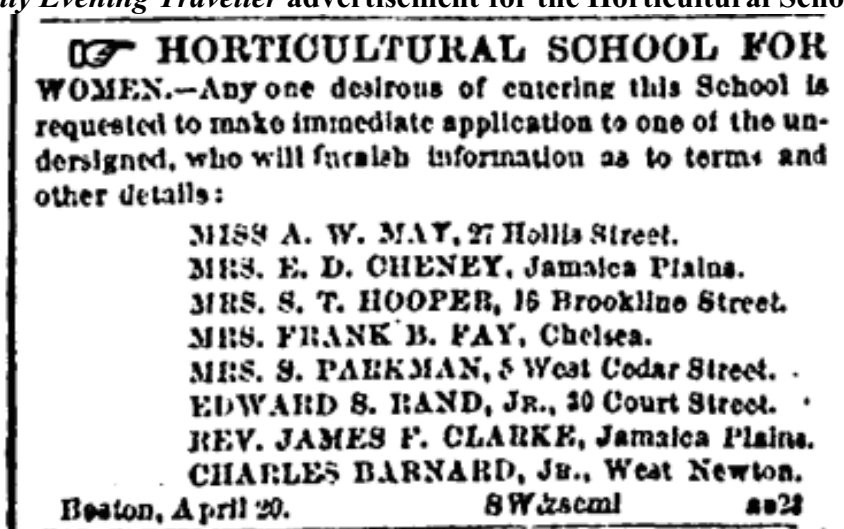 Evening Traveller advertisement for the Horticultural
☞ HORTICULTURAL SCHOOL FOR
WOMEN.—Any one desirous of entering this School is
requested to make immediate application to one of the un-
dersigned, who will furnish information as to terms and
other details:
MISS A. W. MAY, 27 Hollis Street.
MRS. E. D. CHENEY, Jamaica Plains.
MRS. S. T. HOOPER, 16 Brookline Street.
MRS. FRANK B. FAY, Chelsea.
MRS. S. PARKMAN, 5 West Cedar Street.
EDWARD S. RAND, JR., 30 Court Street.
REV. JAMES F. CLARKE, Jamaica Plains.
CHARLES BARNARD, JR., West Newton.
Boston, April 20.